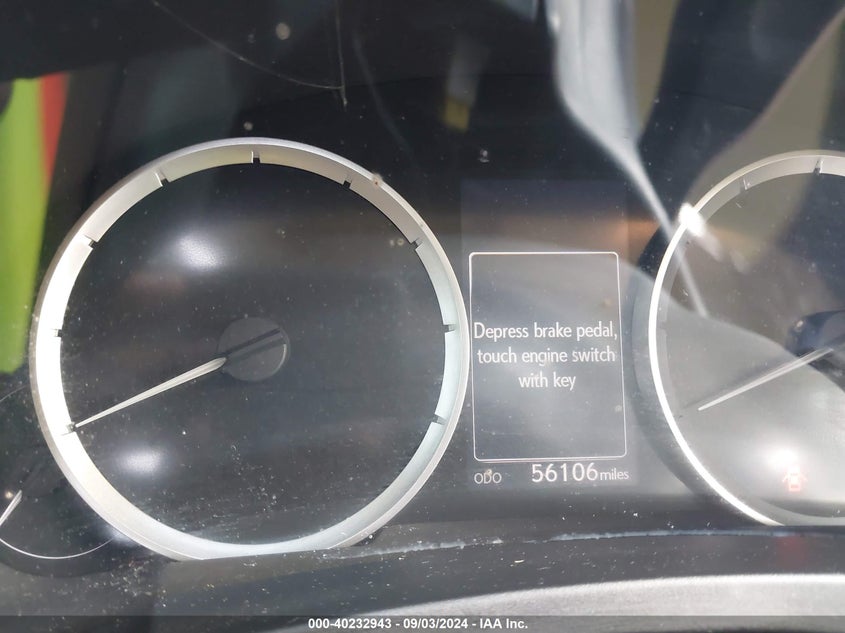 Depress brake pedal,
touch engine switch
with key
ODO 56106 miles
000-40232943 - 09/03/2024 - IAA Inc.